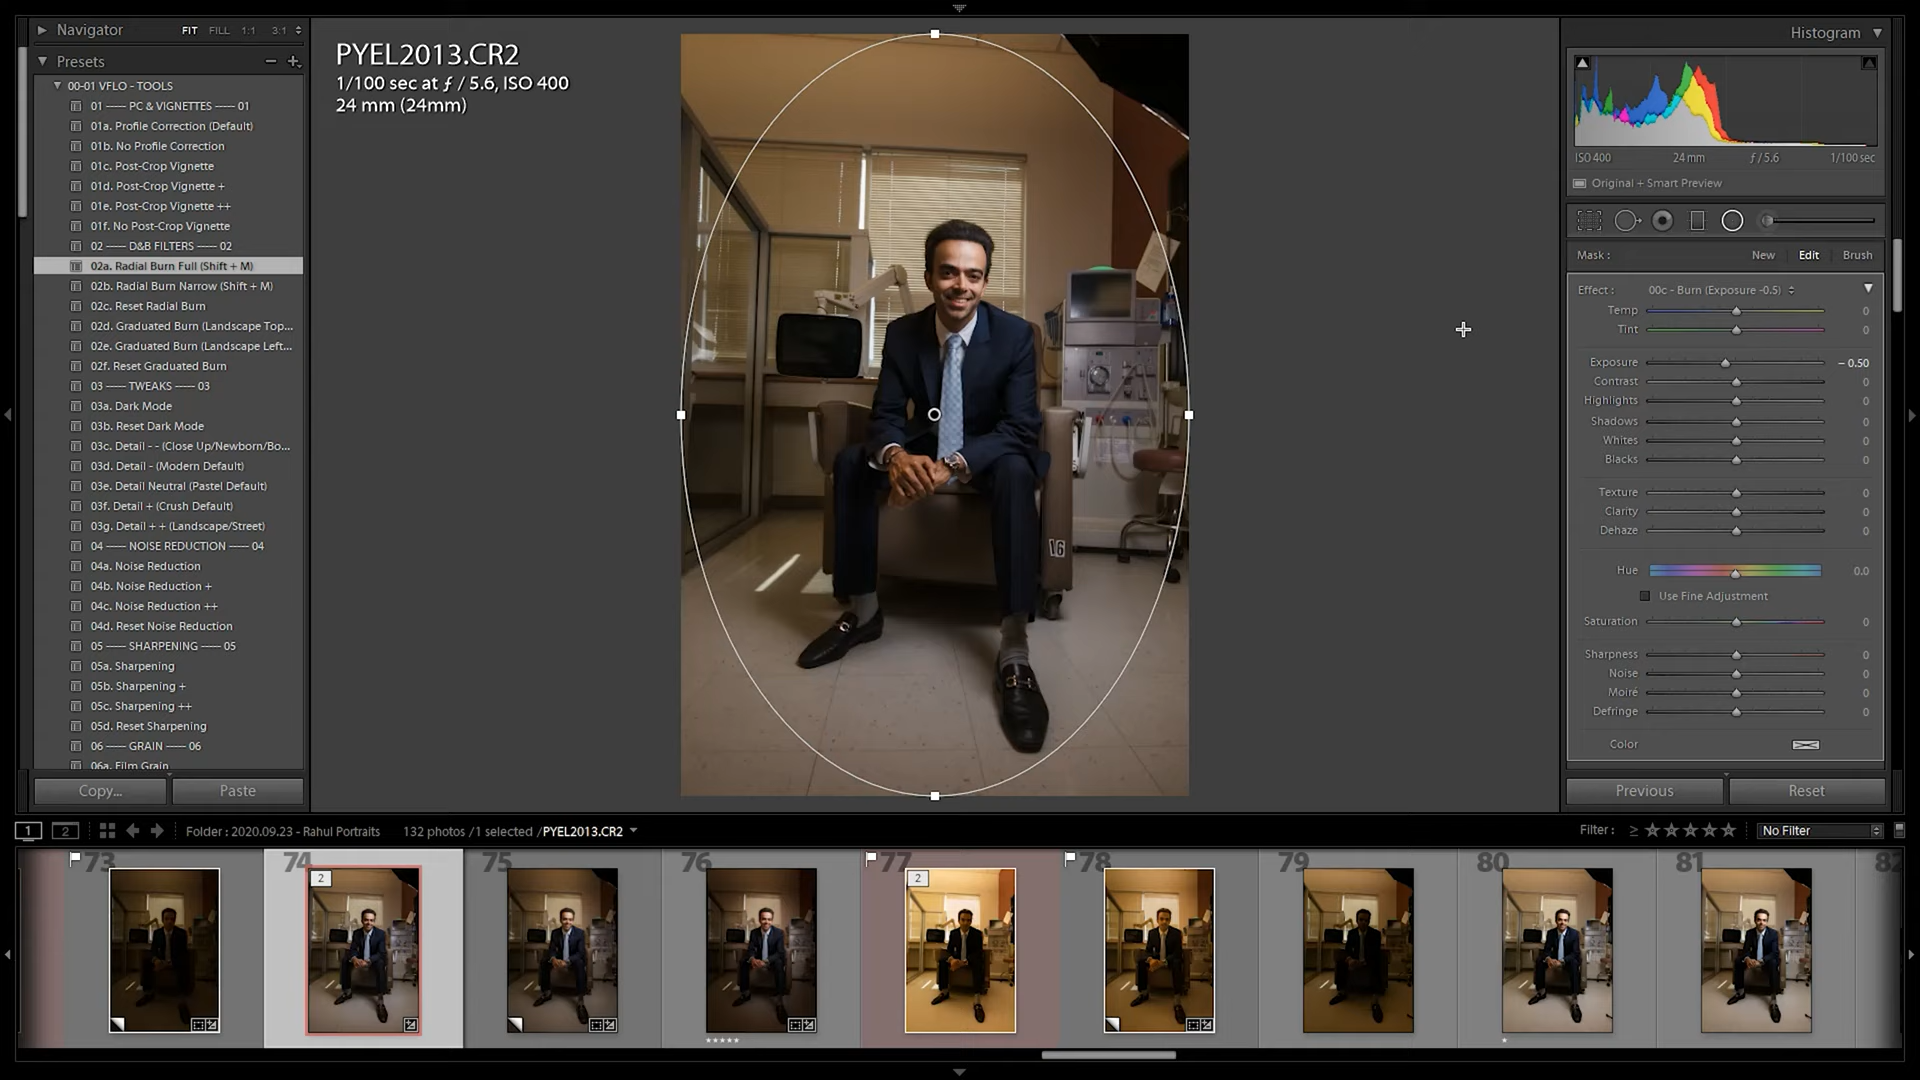 Navigator FIT FILL 1:1 3:1
Presets
00-01 VFLO - TOOLS
01 ------ PC & VIGNETTES ------ 01
01a. Profile Correction (Default)
01b. No Profile Correction
01c. Post-Crop Vignette
01d. Post-Crop Vignette +
01e. Post-Crop Vignette ++
01f. No Post-Crop Vignette
02 ------ D&B FILTERS ------ 02
02a. Radial Burn Full (Shift + M)
02b. Radial Burn Narrow (Shift + M)
02c. Reset Radial Burn
02d. Graduated Burn (Landscape Top...
02e. Graduated Burn (Landscape Left...
02f. Reset Graduated Burn
03 ------ TWEAKS ------ 03
03a. Dark Mode
03b. Reset Dark Mode
03c. Detail - - (Close Up/Newborn/Bo...
03d. Detail - (Modern Default)
03e. Detail Neutral (Pastel Default)
03f. Detail + (Crush Default)
03g. Detail + + (Landscape/Street)
04 ------ NOISE REDUCTION ------ 04
04a. Noise Reduction
04b. Noise Reduction +
04c. Noise Reduction ++
04d. Reset Noise Reduction
05 ------ SHARPENING ------ 05
05a. Sharpening
05b. Sharpening +
05c. Sharpening ++
05d. Reset Sharpening
06 ------ GRAIN ------ 06
06a. Film Grain
Copy... Paste
PYEL2013.CR2
1/100 sec at ƒ / 5.6, ISO 400
24 mm (24mm)
16
Histogram
ISO 400 24 mm ƒ / 5.6 1/100 sec
Original + Smart Preview
Mask : New Edit Brush
Effect : 00c - Burn (Exposure -0.5)
Temp 0
Tint 0
Exposure – 0.50
Contrast 0
Highlights 0
Shadows 0
Whites 0
Blacks 0
Texture 0
Clarity 0
Dehaze 0
Hue 0.0
Use Fine Adjustment
Saturation 0
Sharpness 0
Noise 0
Moiré 0
Defringe 0
Color
Previous Reset
1 2 Folder : 2020.09.23 - Rahul Portraits 132 photos /1 selected /PYEL2013.CR2 Filter : ≥ No Filter
73 74 75 76 77 78 79 80 81 82
2 2